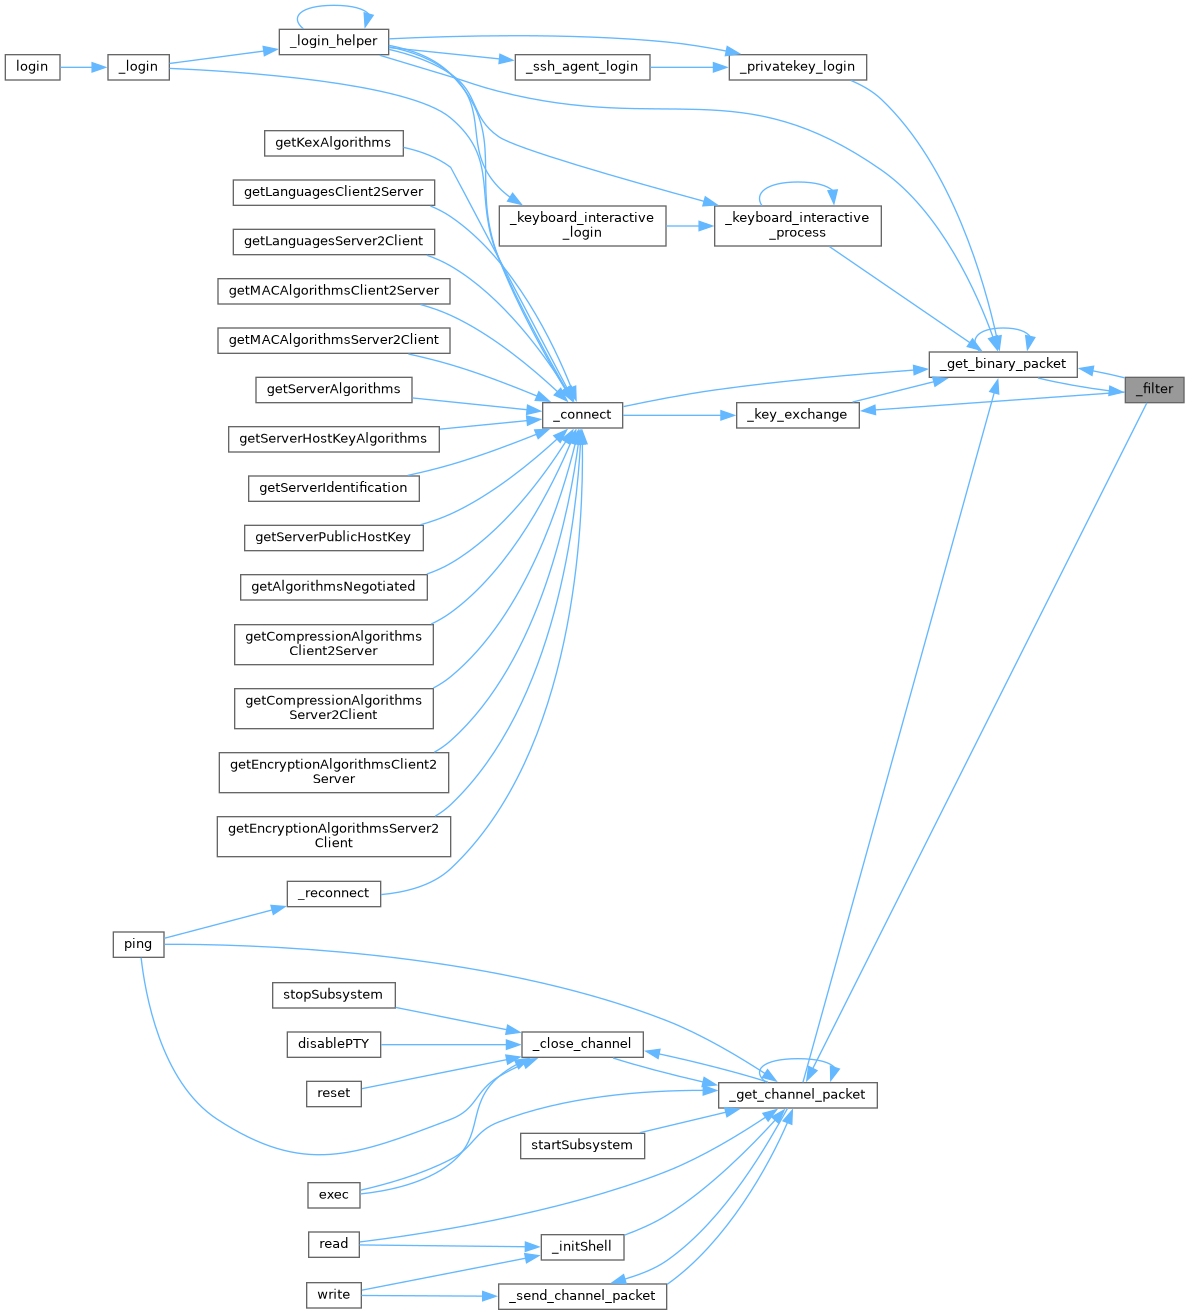 _login_helper
login
_login
_ssh_agent_login
_privatekey_login
getKexAlgorithms
getLanguagesClient2Server
_keyboard_interactive
_login
_keyboard_interactive
_process
getLanguagesServer2Client
getMACAlgorithmsClient2Server
getMACAlgorithmsServer2Client
_get_binary_packet
_filter
getServerAlgorithms
_connect
_key_exchange
getServerHostKeyAlgorithms
getServerIdentification
getServerPublicHostKey
getAlgorithmsNegotiated
getCompressionAlgorithms
Client2Server
getCompressionAlgorithms
Server2Client
getEncryptionAlgorithmsClient2
Server
getEncryptionAlgorithmsServer2
Client
_reconnect
ping
stopSubsystem
disablePTY
_close_channel
reset
_get_channel_packet
startSubsystem
exec
read
_initShell
write
_send_channel_packet